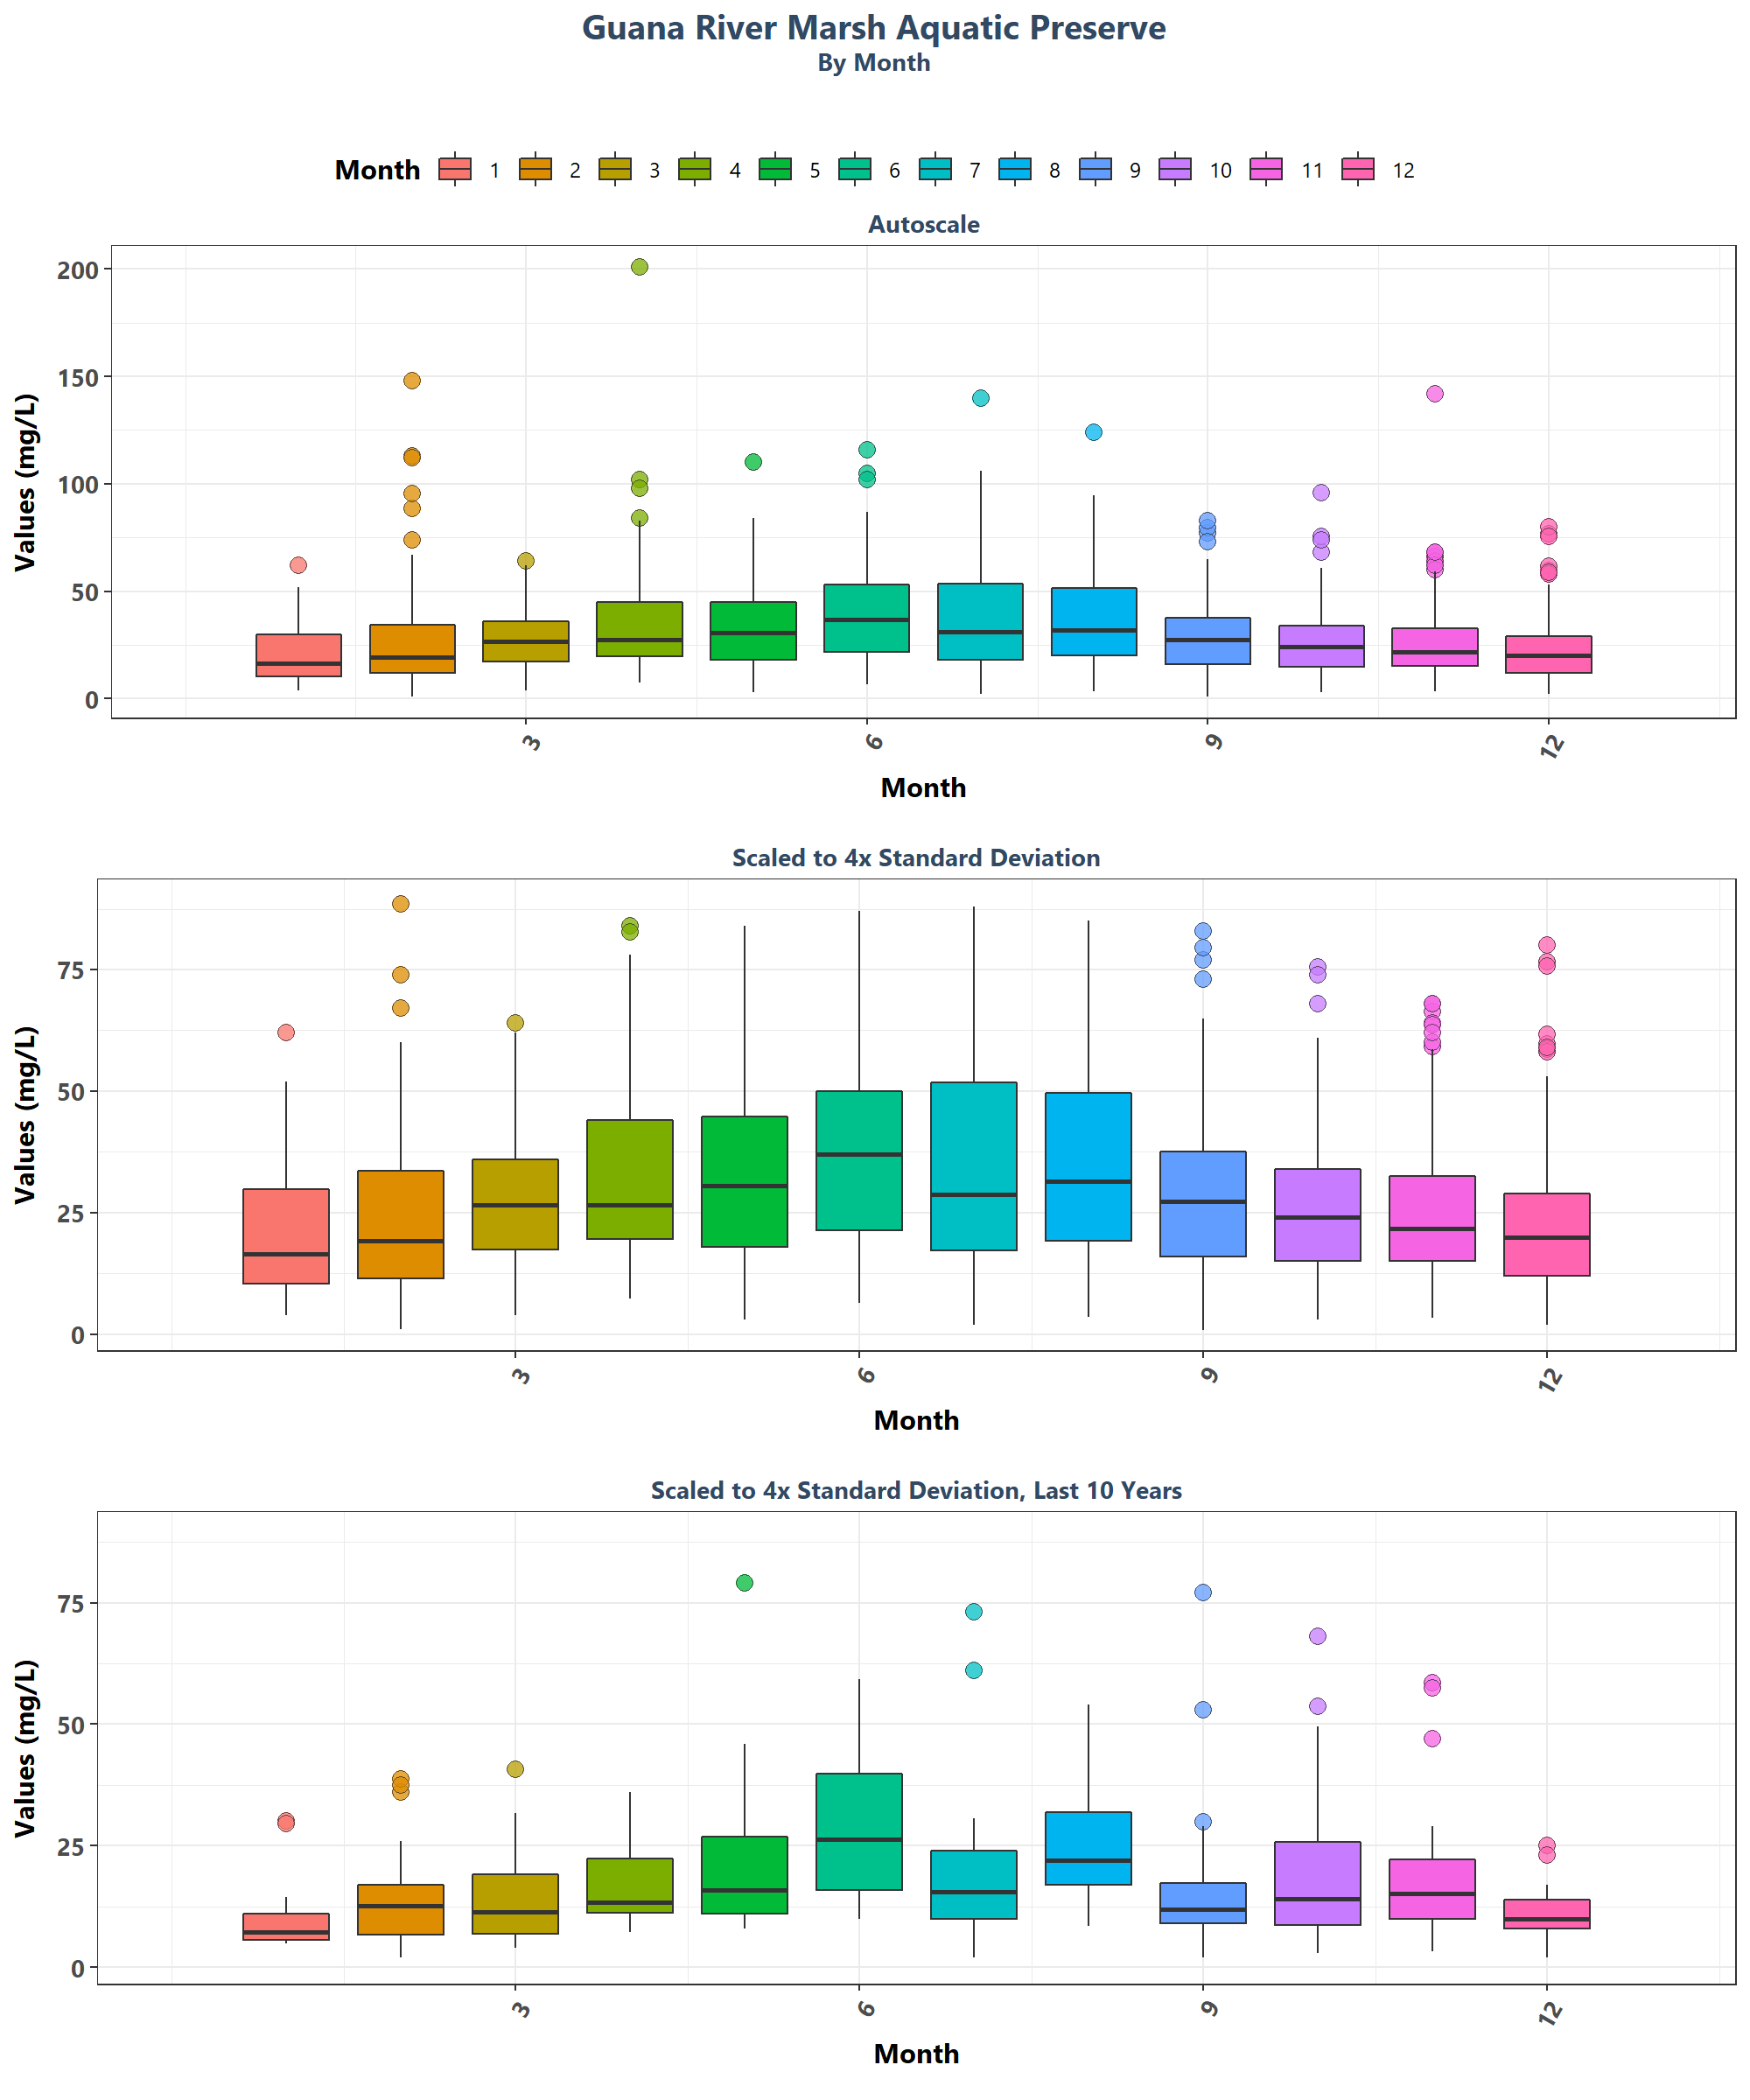 Guana River Marsh Aquatic Preserve
By Month
Month 1 2 3 4 5 6 7 8 9 10 11 12
Autoscale
Values (mg/L)
200
150
100
50
0
3 6 9 12
Month
Scaled to 4x Standard Deviation
Values (mg/L)
75
50
25
0
3 6 9 12
Month
Scaled to 4x Standard Deviation, Last 10 Years
Values (mg/L)
75
50
25
0
3 6 9 12
Month